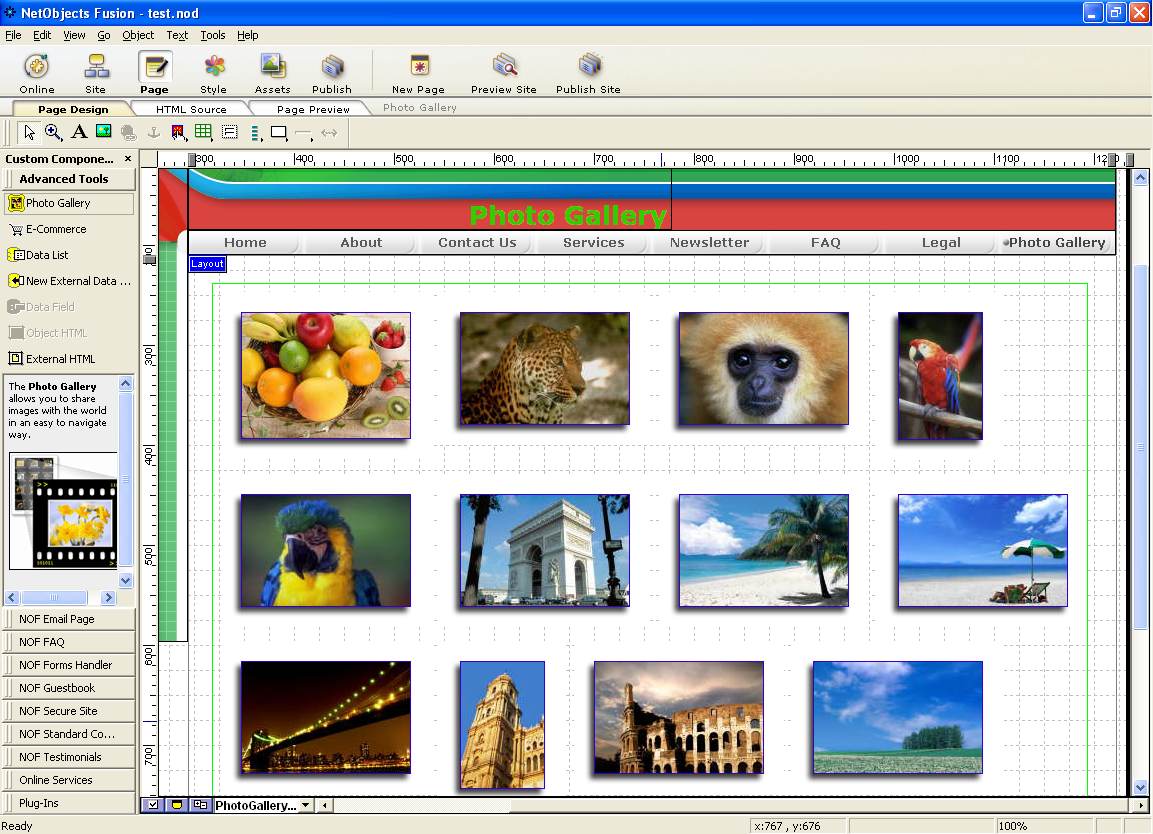 NetObjects Fusion - test.nod
File Edit View Go Object Text Tools Help
Online Site Page Style Assets Publish New Page Preview Site Publish Site
Page Design HTML Source Page Preview Photo Gallery
Custom Compone... ×
Advanced Tools
Photo Gallery
E-Commerce
Data List
New External Data ...
Data Field
Object HTML
External HTML
The Photo Gallery
allows you to share
images with the world
in an easy to navigate
way.
NOF Email Page
NOF FAQ
NOF Forms Handler
NOF Guestbook
NOF Secure Site
NOF Standard Co...
NOF Testimonials
Online Services
Plug-Ins
300 400 500 600 700 800 900 1000 1100
300
400
500
600
700
Photo Gallery
Home About Contact Us Services Newsletter FAQ Legal Photo Gallery
Layout
PhotoGallery...
Ready
x:767 , y:676
100%